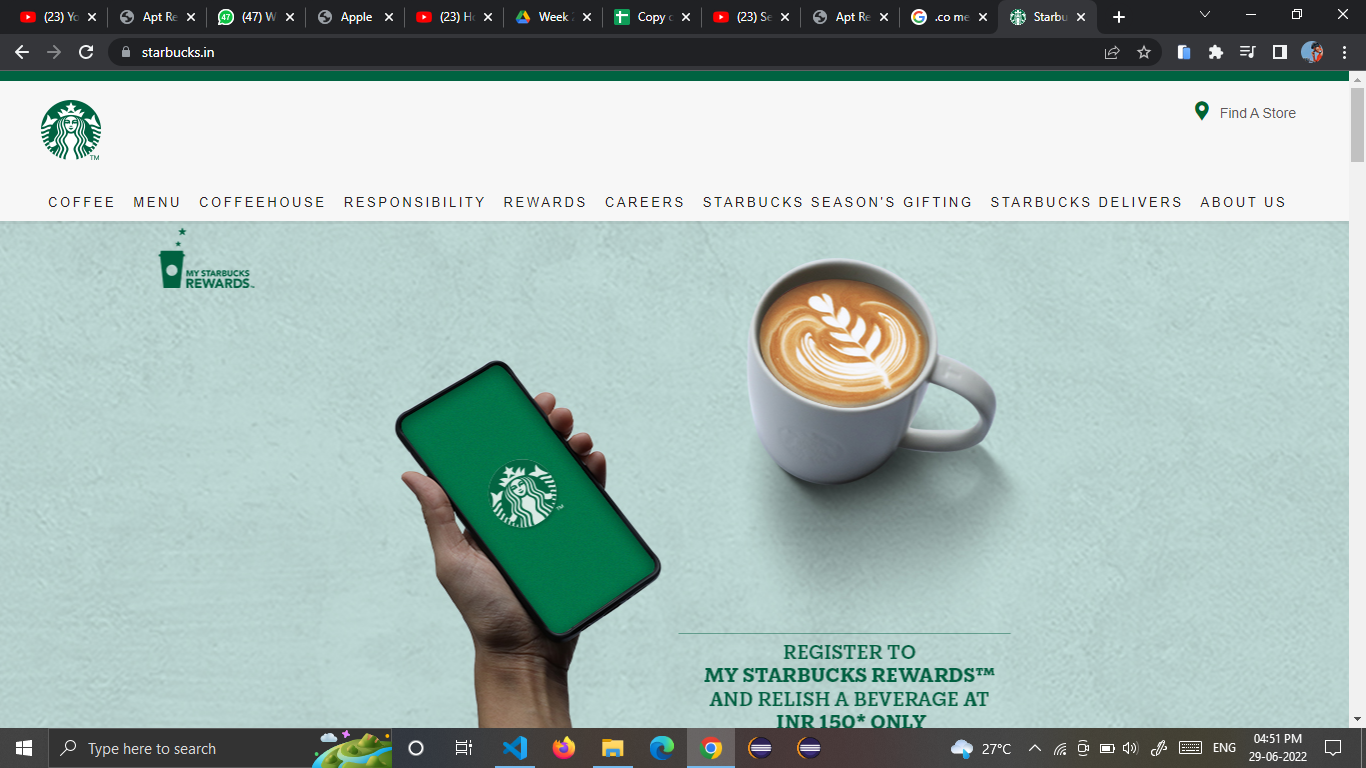 (23) Yo
Apt Re
(47) W
Apple
(23) H
Week
Copy c
(23) Se
Apt Re
.co me
Starbu
starbucks.in
Find A Store
COFFEE MENU COFFEEHOUSE RESPONSIBILITY REWARDS CAREERS STARBUCKS SEASON'S GIFTING STARBUCKS DELIVERS ABOUT US
MY STARBUCKS
REWARDS™
TM
REGISTER TO
MY STARBUCKS REWARDS™
AND RELISH A BEVERAGE AT
INR 150* ONLY
Type here to search
27°C
ENG
04:51 PM
29-06-2022